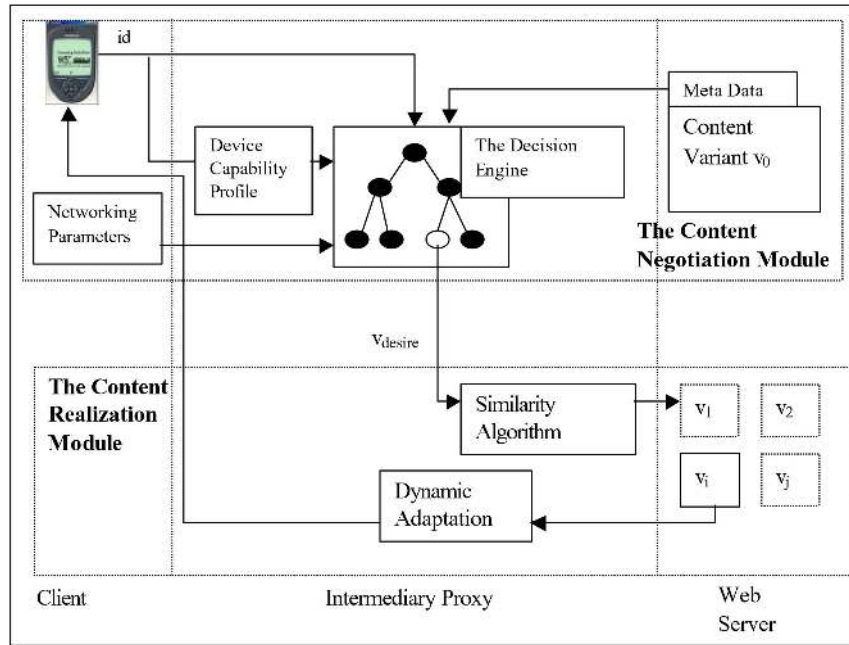 id
Meta Data
Content
Variant v₀
The Decision
Engine
Device
Capability
Profile
Networking
Parameters
The Content
Negotiation Module
v_desire
The Content
Realization
Module
Similarity
Algorithm
v₁
v₂
vᵢ
vⱼ
Dynamic
Adaptation
Client
Intermediary Proxy
Web
Server